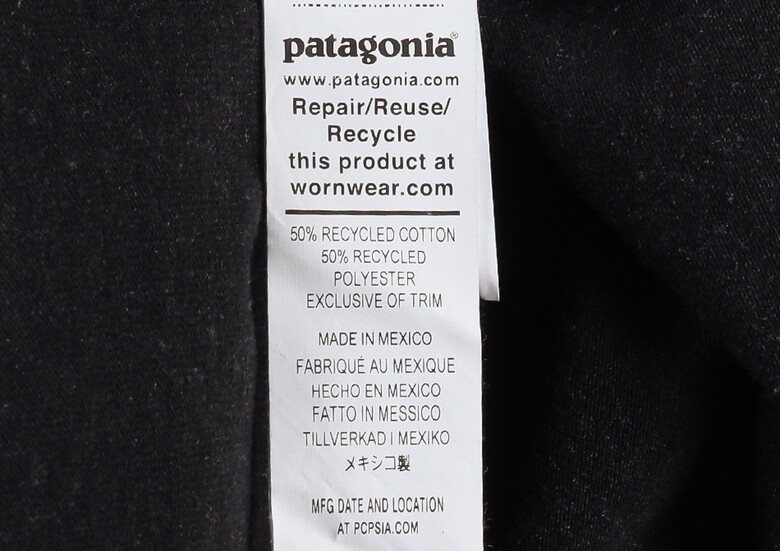 patagonia®
www.patagonia.com
Repair/Reuse/
Recycle
this product at
wornwear.com
50% RECYCLED COTTON
50% RECYCLED
POLYESTER
EXCLUSIVE OF TRIM
MADE IN MEXICO
FABRIQUÉ AU MEXIQUE
HECHO EN MEXICO
FATTO IN MESSICO
TILLVERKAD I MEXIKO
メキシコ製
MFG DATE AND LOCATION
AT PCPSIA.COM